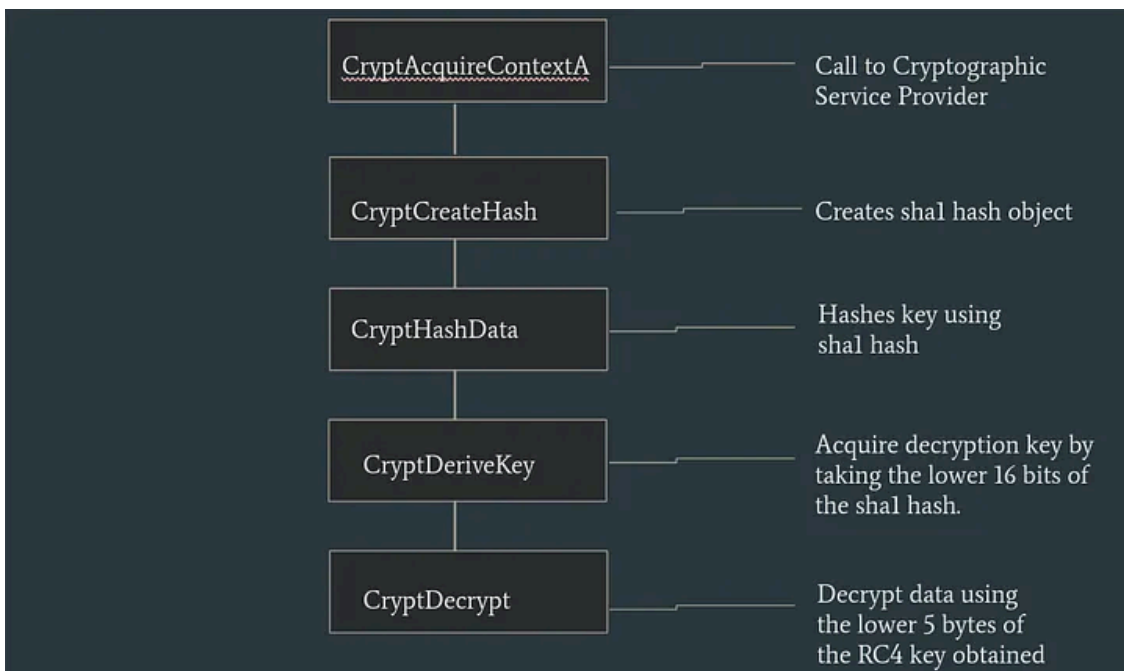 CryptAcquireContextA
Call to Cryptographic
Service Provider
CryptCreateHash
Creates sha1 hash object
CryptHashData
Hashes key using
sha1 hash
CryptDeriveKey
Acquire decryption key by
taking the lower 16 bits of
the sha1 hash.
CryptDecrypt
Decrypt data using
the lower 5 bytes of
the RC4 key obtained